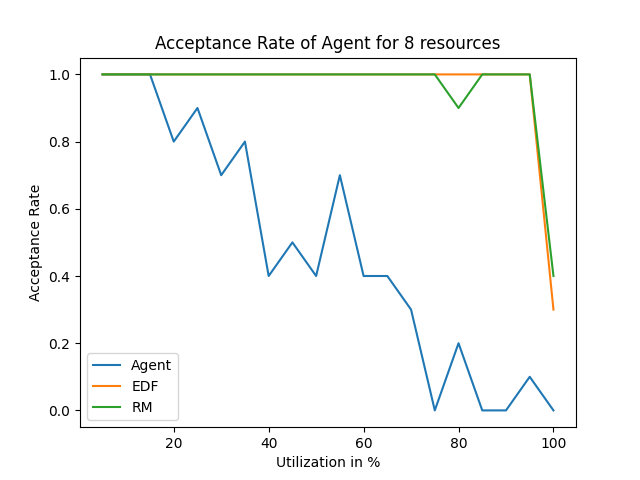 Acceptance Rate of Agent for 8 resources
Acceptance Rate
1.0
0.8
0.6
0.4
0.2
0.0
Agent
EDF
RM
20
40
60
80
100
Utilization in %